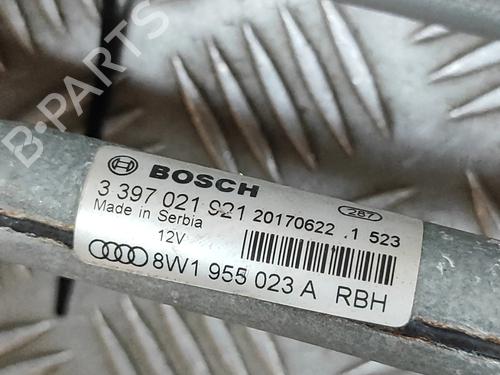 B-PARTS
BOSCH
287
3 397 021 921 20170622 .1 523
Made in Serbia
12V
8W1 955 023 A RBH